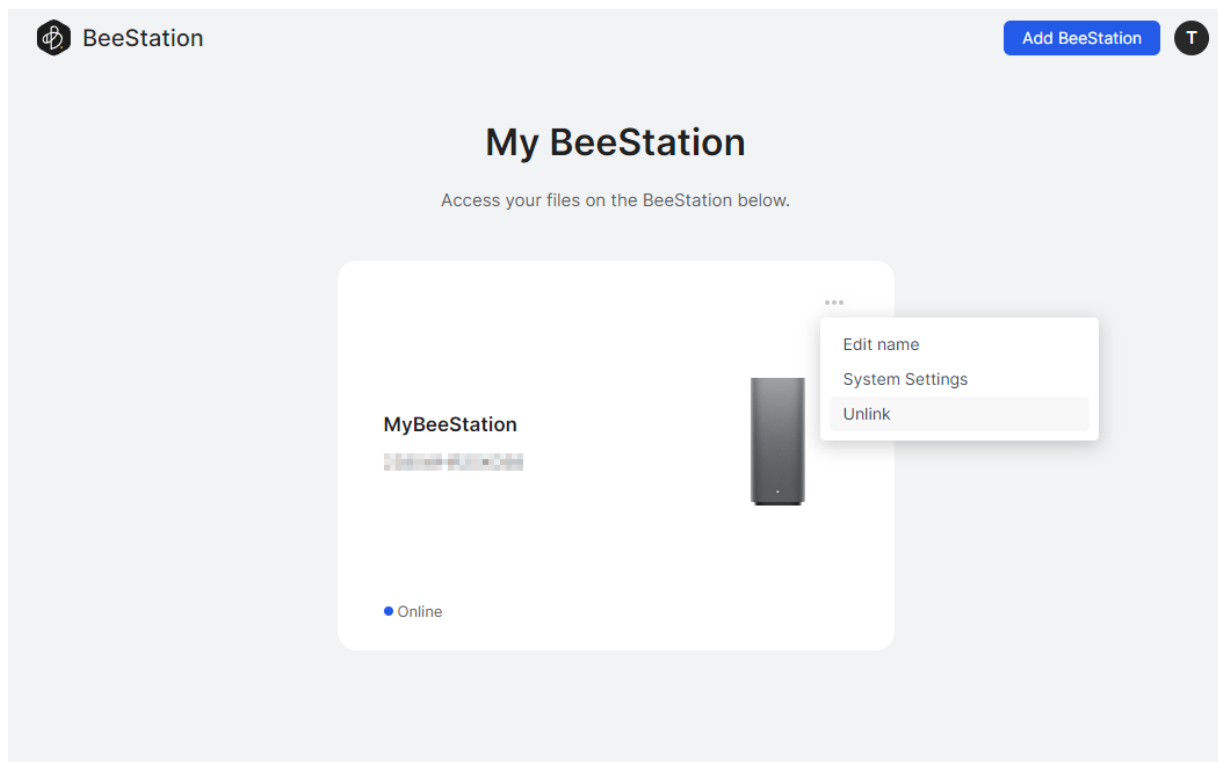 BeeStation
Add BeeStation
T
My BeeStation
Access your files on the BeeStation below.
Edit name
System Settings
Unlink
MyBeeStation
Online